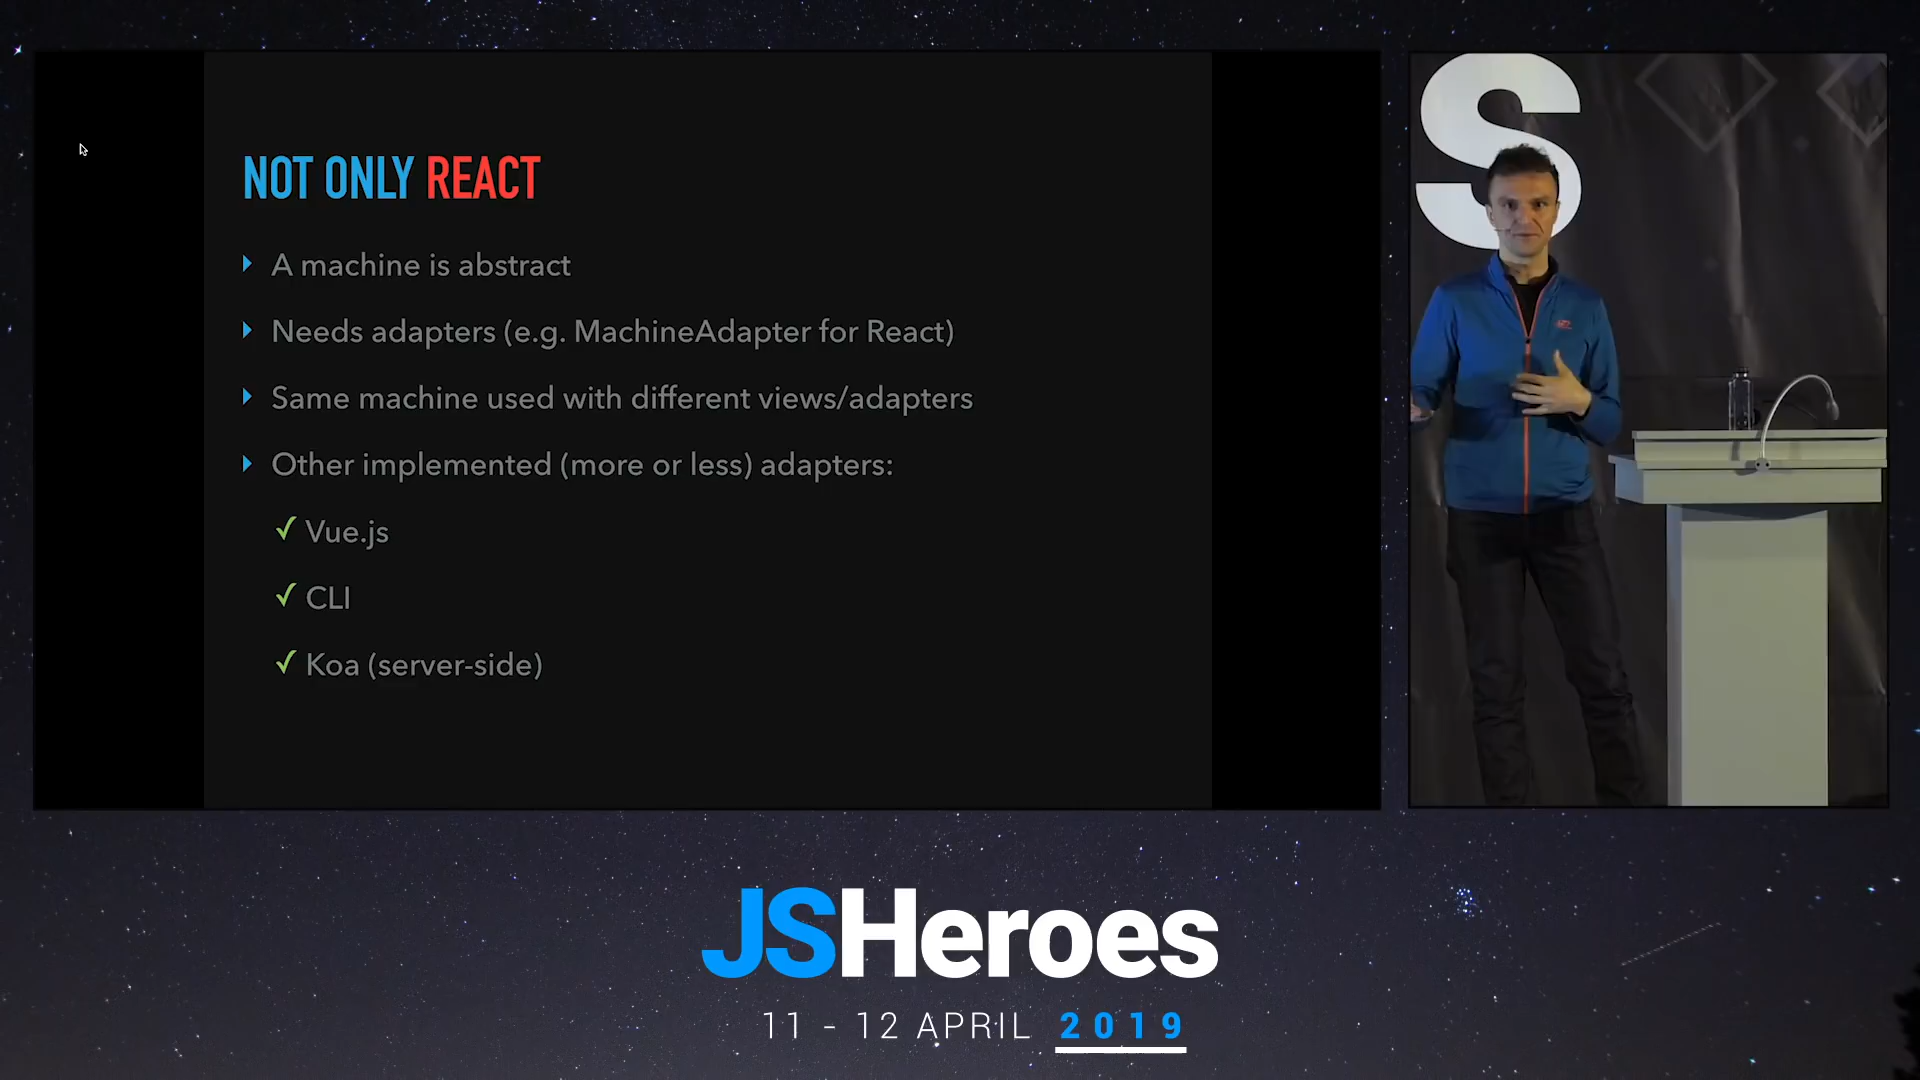 NOT ONLY REACT
A machine is abstract
Needs adapters (e.g. MachineAdapter for React)
Same machine used with different views/adapters
Other implemented (more or less) adapters:
✓ Vue.js
✓ CLI
✓ Koa (server-side)
S
JSHeroes
11 - 12 APRIL 2019